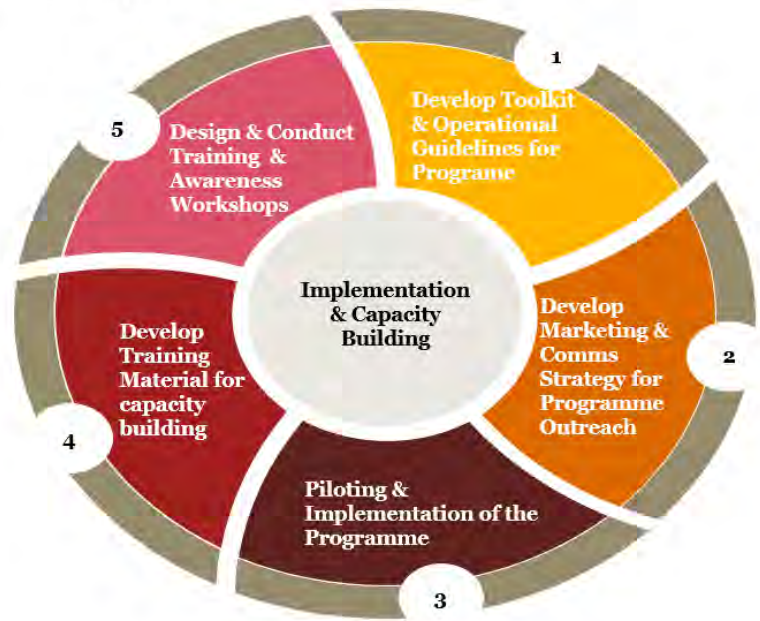 1
Develop Toolkit
& Operational
Guidelines for
Programe
2
Develop
Marketing &
Comms
Strategy for
Programme
Outreach
3
Piloting &
Implementation of the
Programme
4
Develop
Training
Material for
capacity
building
5
Design & Conduct
Training &
Awareness
Workshops
Implementation
& Capacity
Building